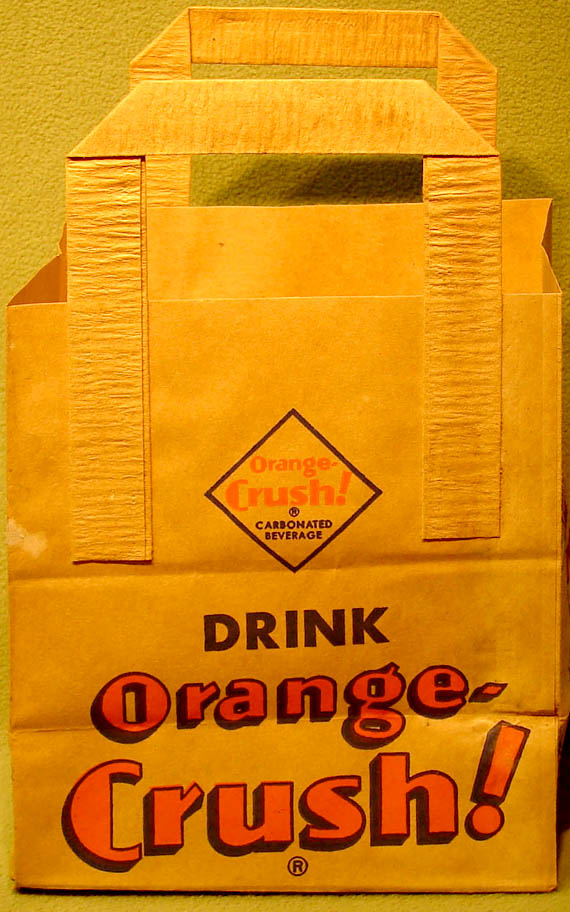 Orange-
Crush!
®
CARBONATED
BEVERAGE
DRINK
Orange-
Crush!
®